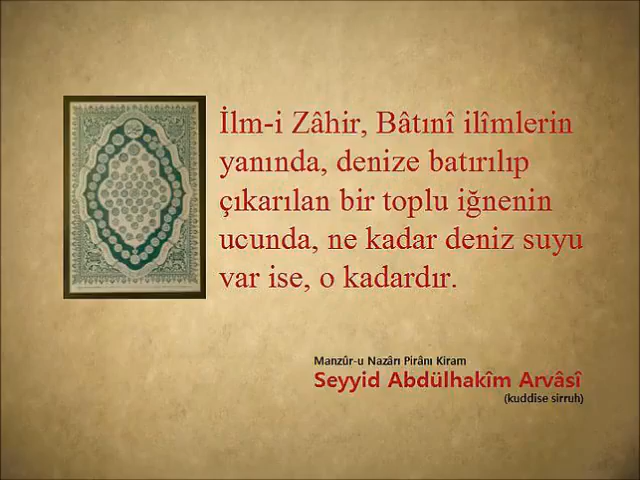 İlm-i Zâhir, Bâtınî ilîmlerin
yanında, denize batırılıp
çıkarılan bir toplu iğnenin
ucunda, ne kadar deniz suyu
var ise, o kadardır.
Manzûr-u Nazârı Pirânı Kiram
Seyyid Abdülhakîm Arvâsî
(kuddise sirruh)